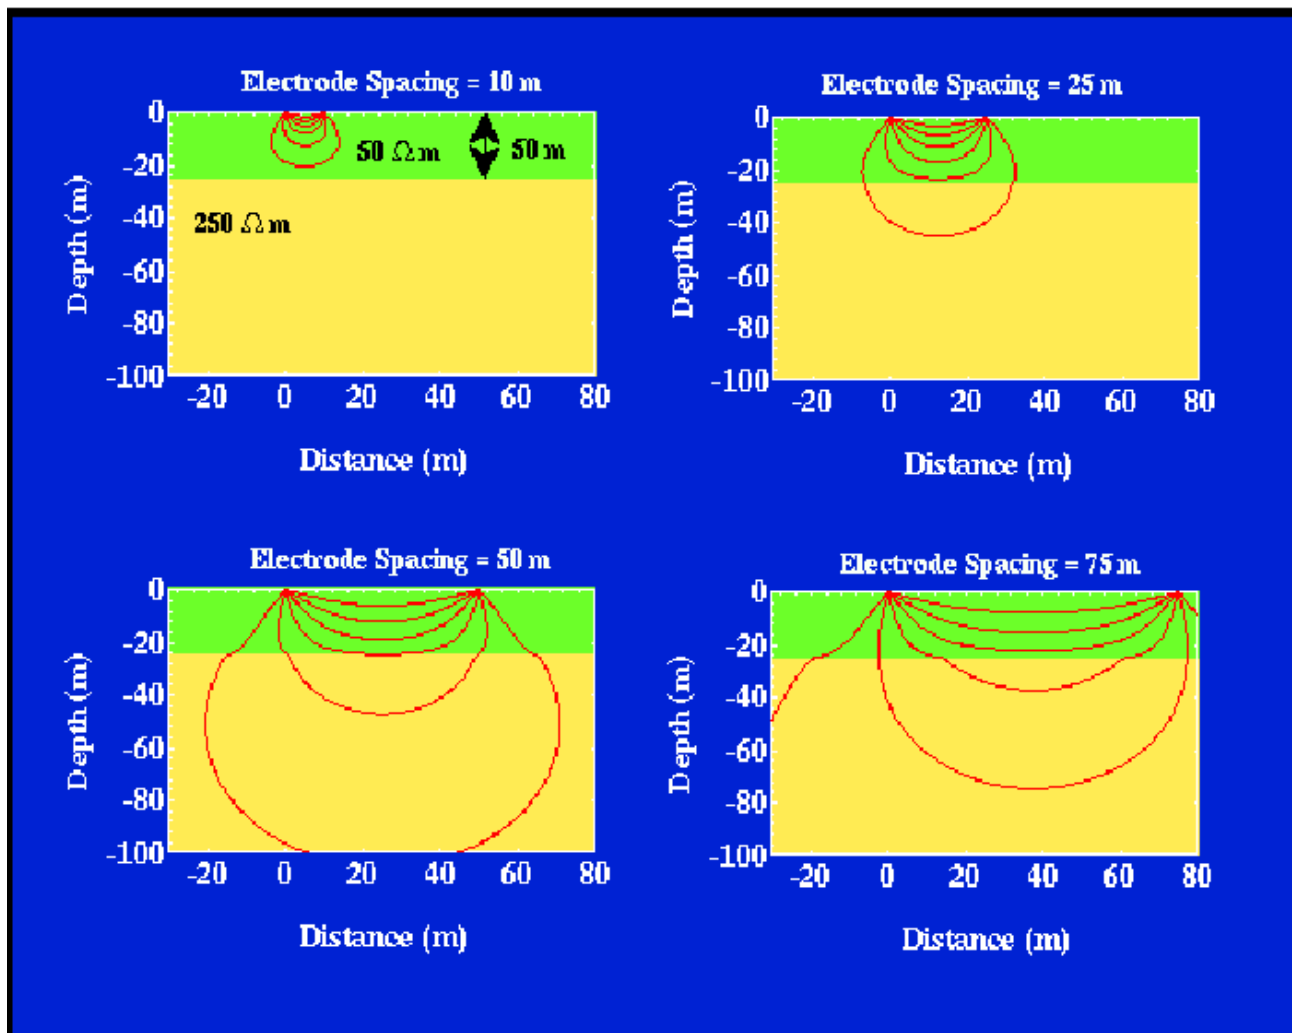 Electrode Spacing = 10 m
0
-20
-40
-60
-80
-100
50 Ω m
50 m
250 Ω m
Depth (m)
-20 0 20 40 60 80
Distance (m)
Electrode Spacing = 25 m
0
-20
-40
-60
-80
-100
Depth (m)
-20 0 20 40 60 80
Distance (m)
Electrode Spacing = 50 m
0
-20
-40
-60
-80
-100
Depth (m)
-20 0 20 40 60 80
Distance (m)
Electrode Spacing = 75 m
0
-20
-40
-60
-80
-100
Depth (m)
-20 0 20 40 60 80
Distance (m)